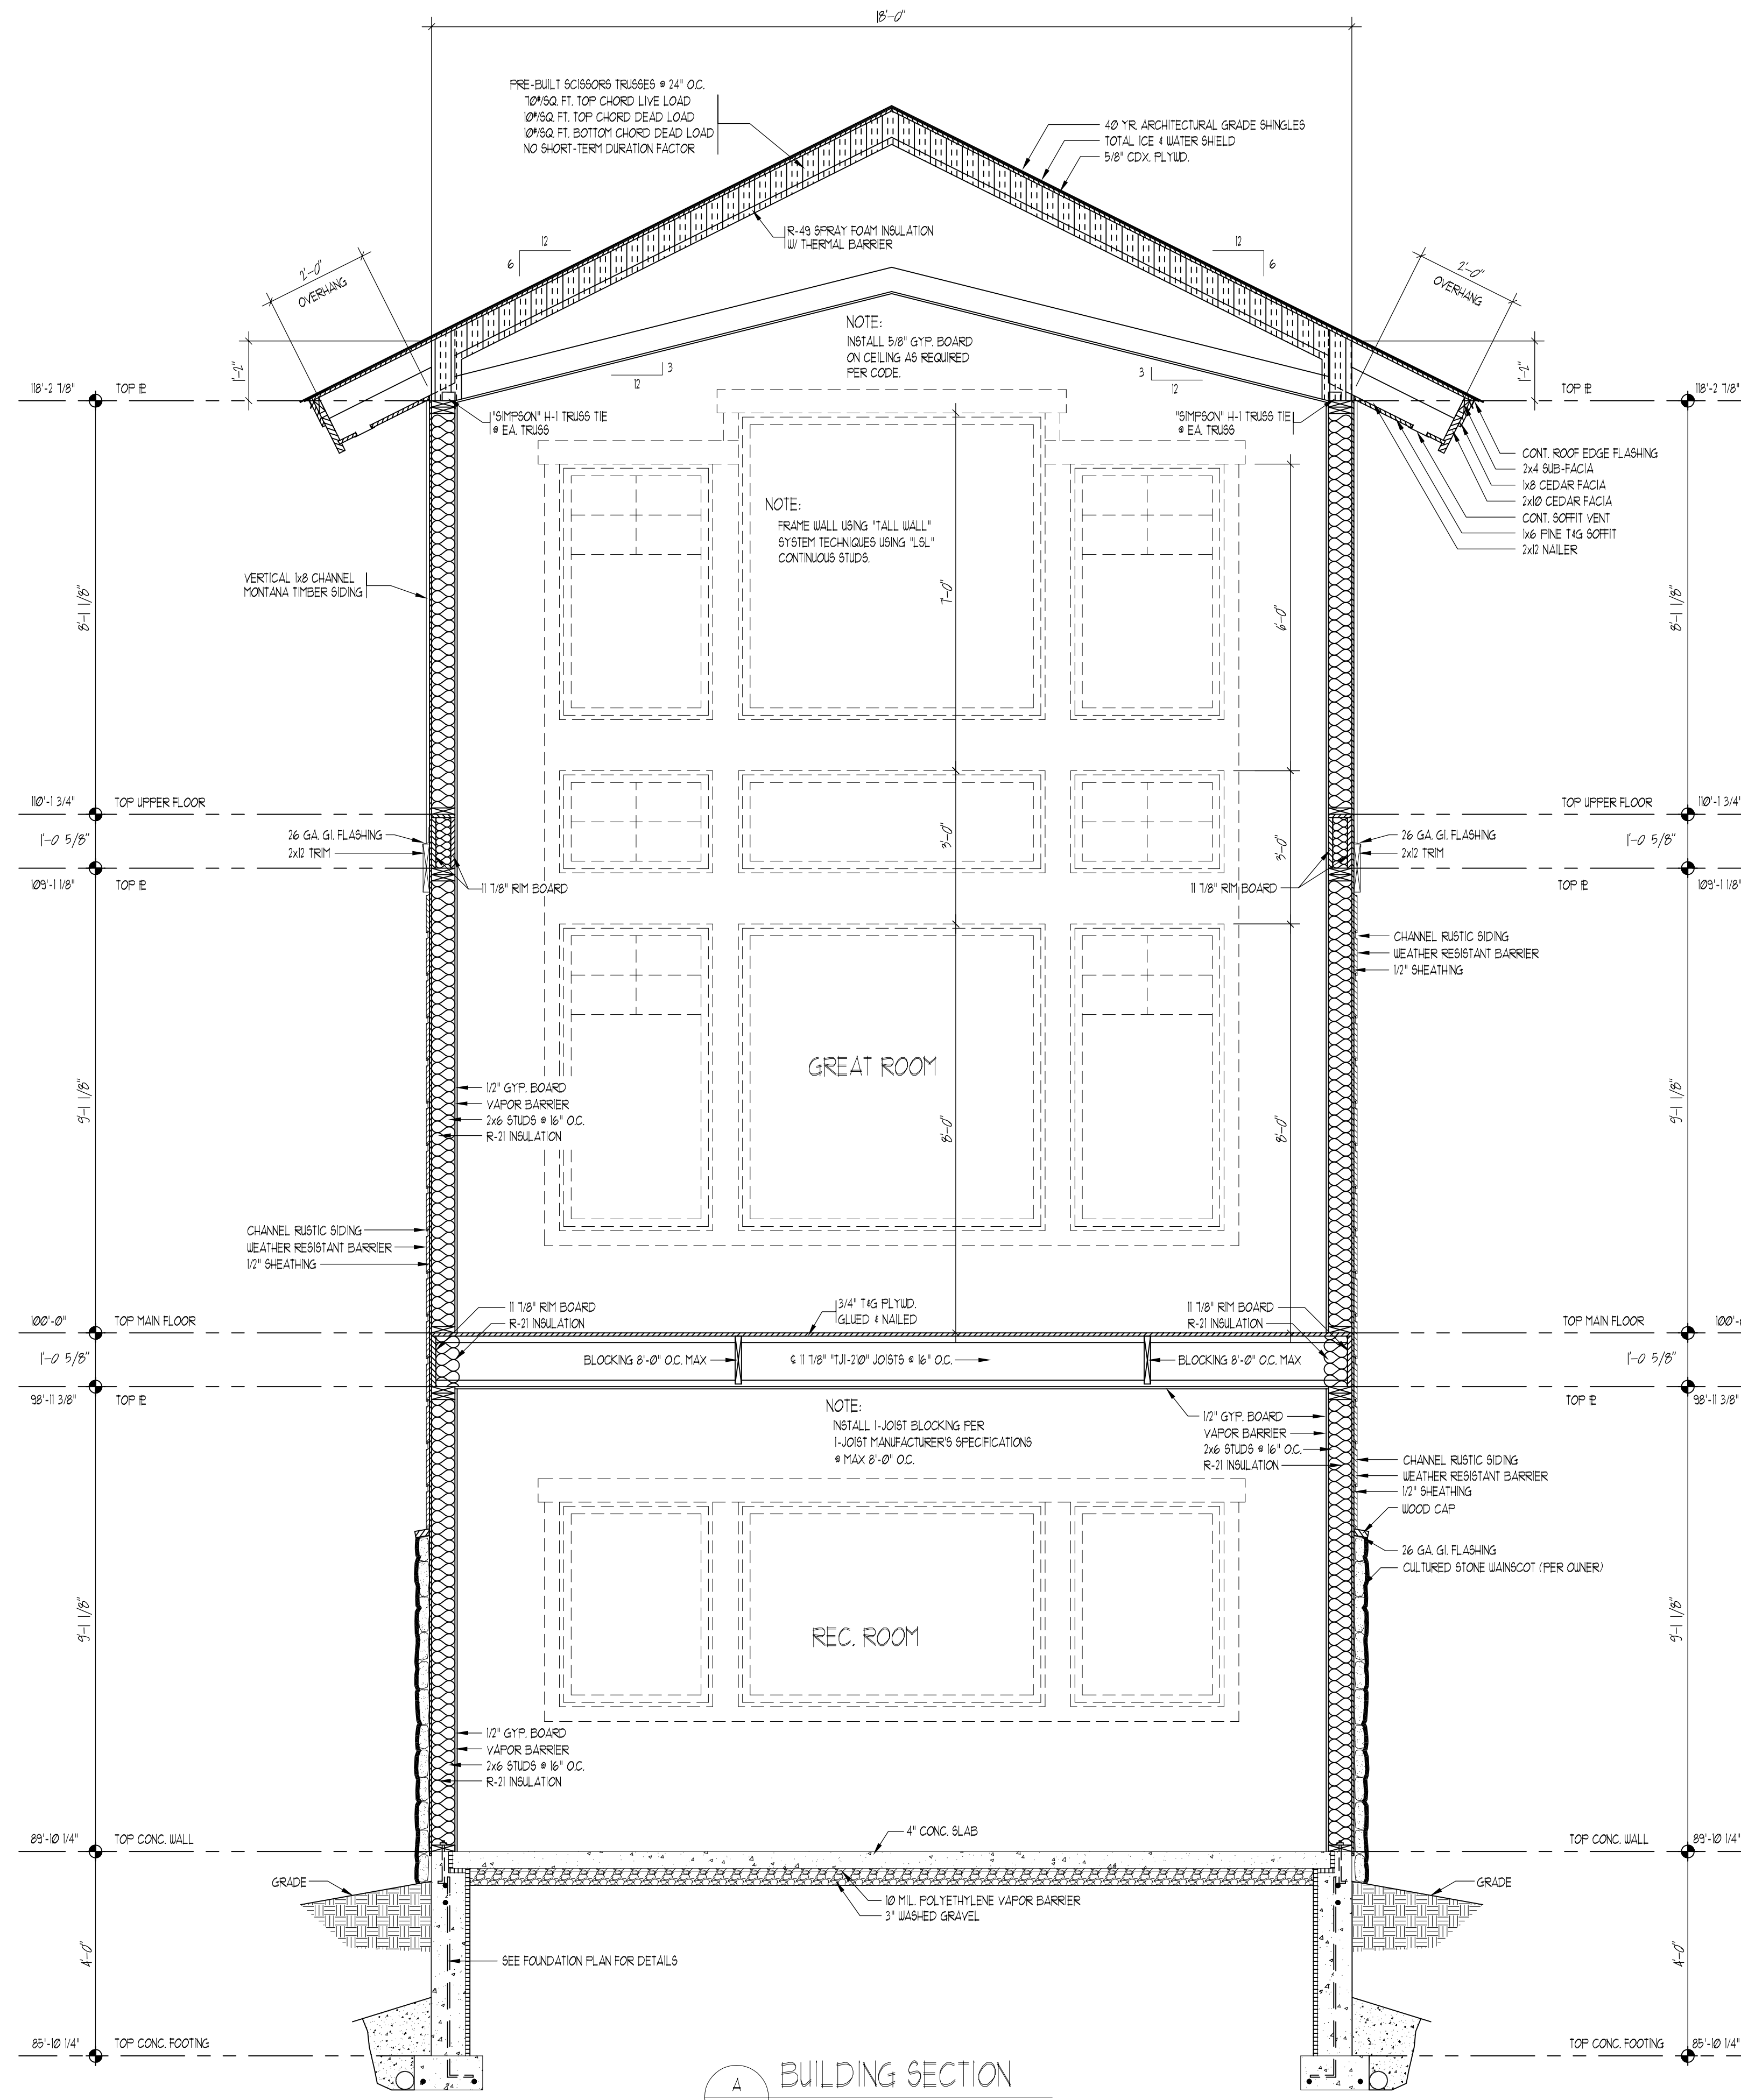 18'-0"
PRE-BUILT SCISSORS TRUSSES @ 24" O.C.
70#/SQ. FT. TOP CHORD LIVE LOAD
10#/SQ. FT. TOP CHORD DEAD LOAD
10#/SQ. FT. BOTTOM CHORD DEAD LOAD
NO SHORT-TERM DURATION FACTOR
40 YR. ARCHITECTURAL GRADE SHINGLES
TOTAL ICE & WATER SHIELD
5/8" CDX. PLYWD.
R-49 SPRAY FOAM INSULATION
W/ THERMAL BARRIER
12
6
12
6
2'-0"
OVERHANG
2'-0"
OVERHANG
NOTE:
INSTALL 5/8" GYP. BOARD
ON CEILING AS REQUIRED
PER CODE.
3
12
3
12
1'-2"
1'-2"
118'-2 7/8"
TOP PL
TOP PL
118'-2 7/8"
"SIMPSON" H-1 TRUSS TIE
@ EA. TRUSS
"SIMPSON" H-1 TRUSS TIE
@ EA. TRUSS
CONT. ROOF EDGE FLASHING
2x4 SUB-FACIA
1x8 CEDAR FACIA
2x10 CEDAR FACIA
CONT. SOFFIT VENT
1x6 PINE T&G SOFFIT
2x12 NAILER
NOTE:
FRAME WALL USING "TALL WALL"
SYSTEM TECHNIQUES USING "LSL"
CONTINUOUS STUDS.
VERTICAL 1x8 CHANNEL
MONTANA TIMBER SIDING
8'-1 1/8"
7'-0"
6'-0"
8'-1 1/8"
110'-1 3/4"
TOP UPPER FLOOR
TOP UPPER FLOOR
110'-1 3/4"
1'-0 5/8"
26 GA. G.I. FLASHING
2x12 TRIM
3'-0"
3'-0"
26 GA. G.I. FLASHING
2x12 TRIM
1'-0 5/8"
109'-1 1/8"
TOP PL
11 7/8" RIM BOARD
11 7/8" RIM BOARD
TOP PL
109'-1 1/8"
CHANNEL RUSTIC SIDING
WEATHER RESISTANT BARRIER
1/2" SHEATHING
GREAT ROOM
9'-1 1/8"
1/2" GYP. BOARD
VAPOR BARRIER
2x6 STUDS @ 16" O.C.
R-21 INSULATION
8'-0"
8'-0"
9'-1 1/8"
CHANNEL RUSTIC SIDING
WEATHER RESISTANT BARRIER
1/2" SHEATHING
11 7/8" RIM BOARD
R-21 INSULATION
3/4" T&G PLYWD.
GLUED & NAILED
11 7/8" RIM BOARD
R-21 INSULATION
100'-0"
TOP MAIN FLOOR
TOP MAIN FLOOR
1'-0 5/8"
BLOCKING 8'-0" O.C. MAX
℄ 11 7/8" "TJI-210" JOISTS @ 16" O.C.
BLOCKING 8'-0" O.C. MAX
1'-0 5/8"
98'-11 3/8"
TOP PL
TOP PL
98'-11 3/8"
NOTE:
INSTALL I-JOIST BLOCKING PER
I-JOIST MANUFACTURER'S SPECIFICATIONS
@ MAX 8'-0" O.C.
1/2" GYP. BOARD
VAPOR BARRIER
2x6 STUDS @ 16" O.C.
R-21 INSULATION
CHANNEL RUSTIC SIDING
WEATHER RESISTANT BARRIER
1/2" SHEATHING
WOOD CAP
26 GA. G.I. FLASHING
CULTURED STONE WAINSCOT (PER OWNER)
9'-1 1/8"
REC. ROOM
9'-1 1/8"
1/2" GYP. BOARD
VAPOR BARRIER
2x6 STUDS @ 16" O.C.
R-21 INSULATION
89'-10 1/4"
TOP CONC. WALL
4" CONC. SLAB
TOP CONC. WALL
89'-10 1/4"
GRADE
GRADE
10 MIL. POLYETHYLENE VAPOR BARRIER
3" WASHED GRAVEL
4'-0"
SEE FOUNDATION PLAN FOR DETAILS
4'-0"
85'-10 1/4"
TOP CONC. FOOTING
TOP CONC. FOOTING
85'-10 1/4"
A
BUILDING SECTION